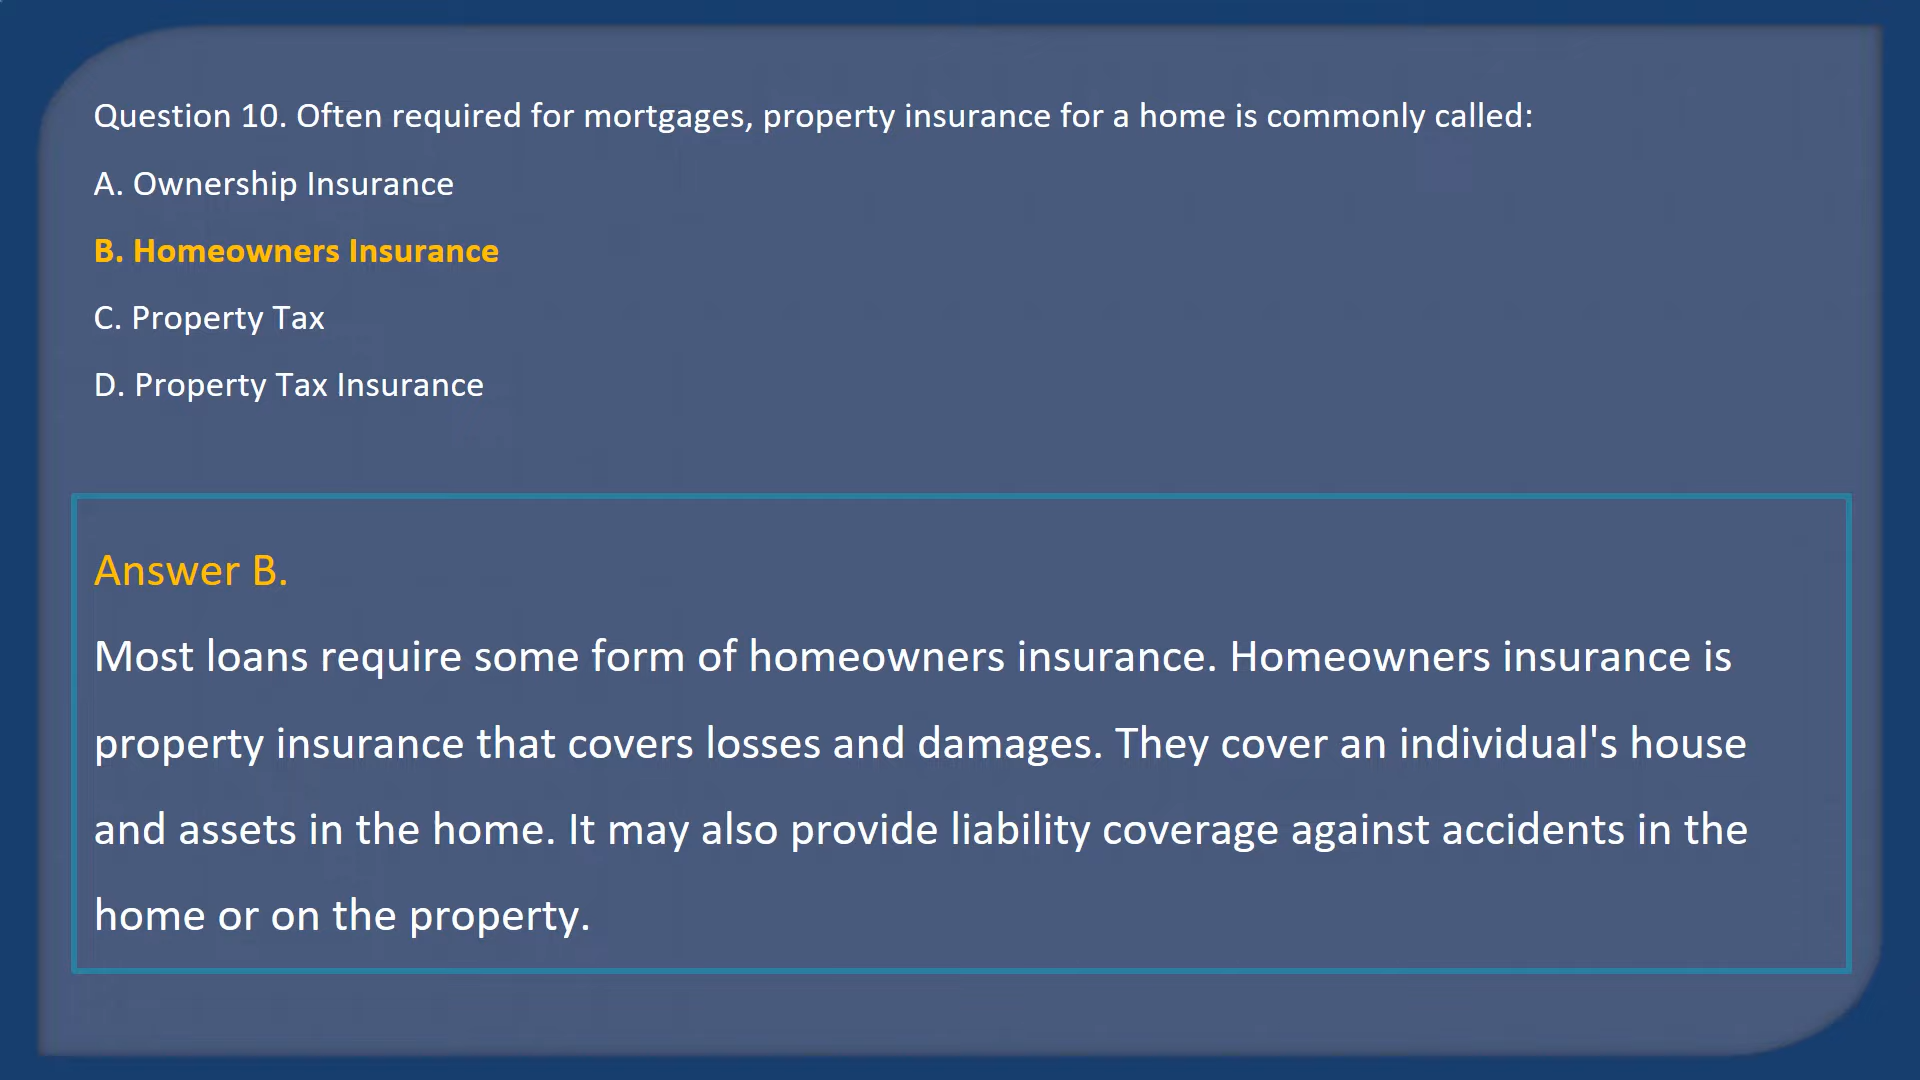 Question 10. Often required for mortgages, property insurance for a home is commonly called:
A. Ownership Insurance
B. Homeowners Insurance
C. Property Tax
D. Property Tax Insurance
Answer B.
Most loans require some form of homeowners insurance. Homeowners insurance is
property insurance that covers losses and damages. They cover an individual's house
and assets in the home. It may also provide liability coverage against accidents in the
home or on the property.